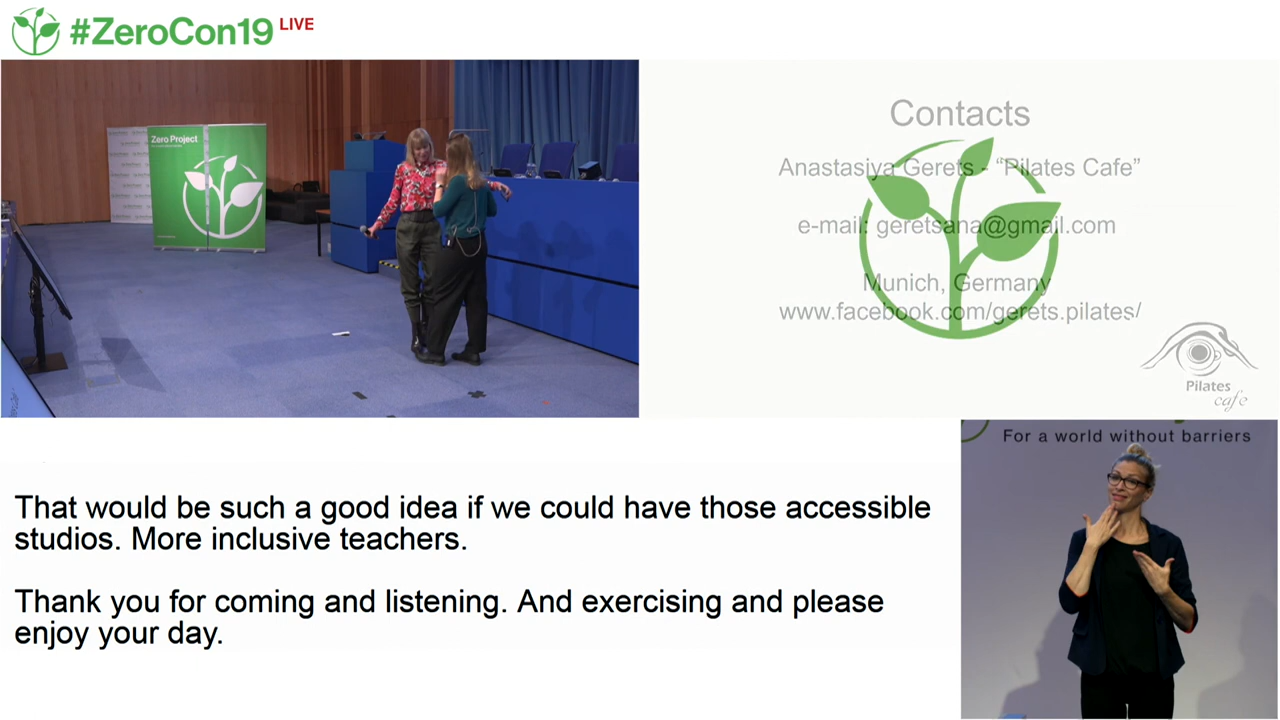 #ZeroCon19 LIVE
Zero Project
Contacts
Anastasiya Gerets - “Pilates Cafe”
e-mail: geretsana@gmail.com
Munich, Germany
www.facebook.com/gerets.pilates/
Pilates
cafe
For a world without barriers
That would be such a good idea if we could have those accessible
studios. More inclusive teachers.
Thank you for coming and listening. And exercising and please
enjoy your day.